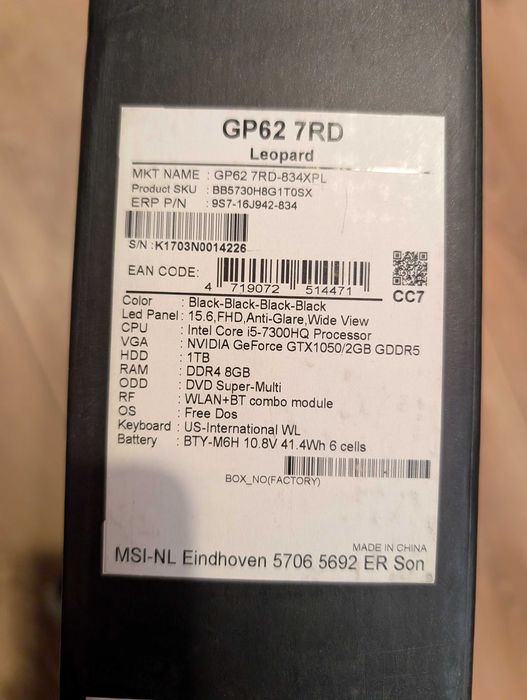 GP62 7RD
Leopard
MKT NAME : GP62 7RD-834XPL
Product SKU : BB5730H8G1T0SX
ERP P/N : 9S7-16J942-834
S/N : K1703N0014226
EAN CODE:
4 719072 514471
CC7
Color : Black-Black-Black-Black
Led Panel : 15.6,FHD,Anti-Glare,Wide View
CPU : Intel Core i5-7300HQ Processor
VGA : NVIDIA GeForce GTX1050/2GB GDDR5
HDD : 1TB
RAM : DDR4 8GB
ODD : DVD Super-Multi
RF : WLAN+BT combo module
OS : Free Dos
Keyboard : US-International WL
Battery : BTY-M6H 10.8V 41.4Wh 6 cells
BOX_NO(FACTORY)
MADE IN CHINA
MSI-NL Eindhoven 5706 5692 ER Son